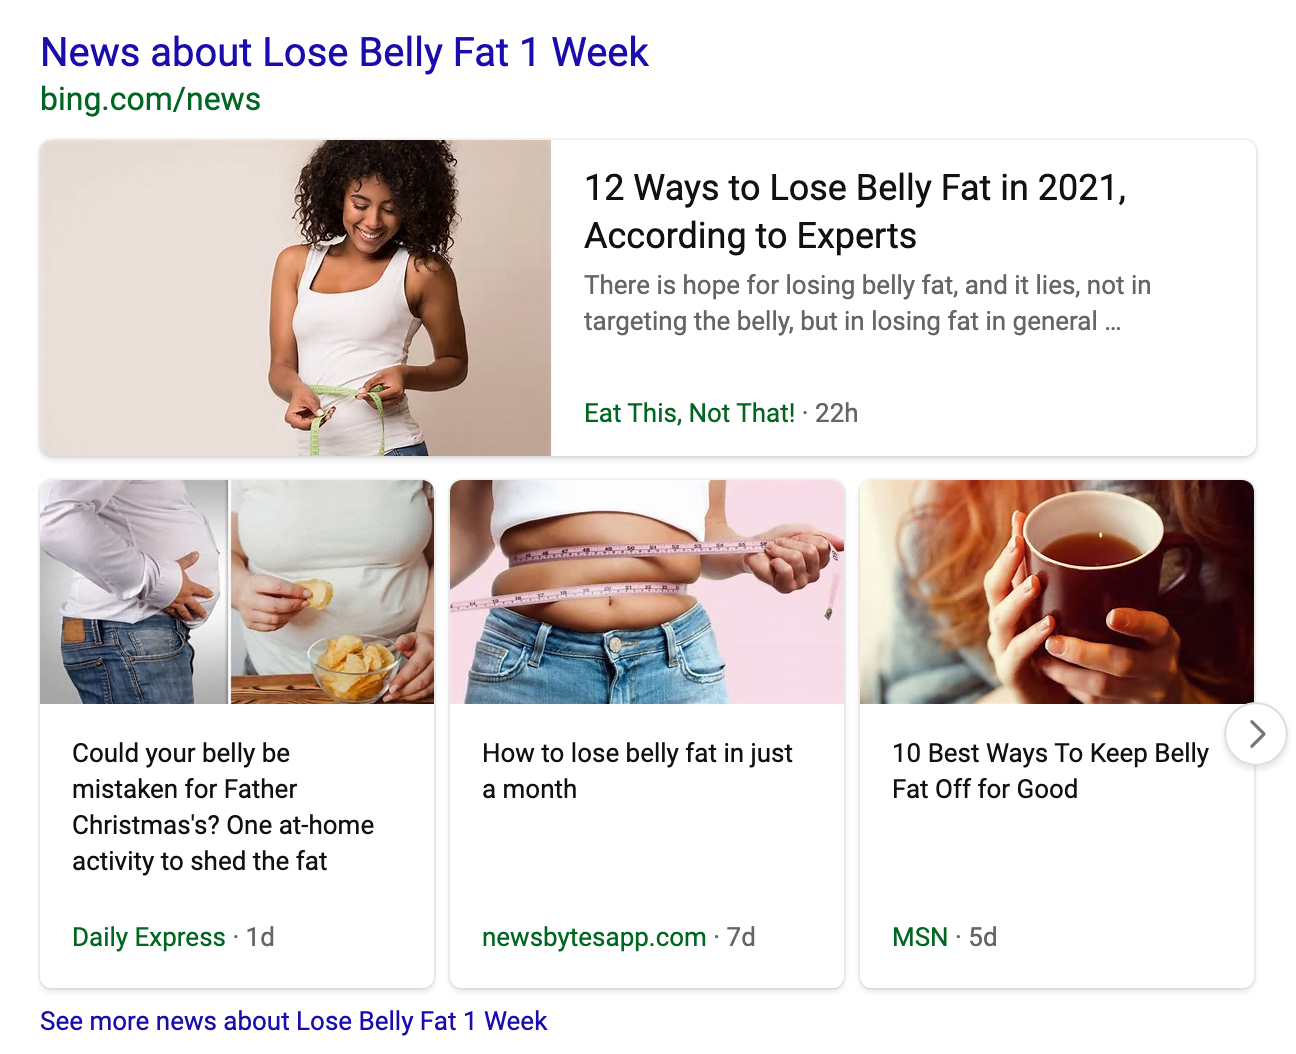 News about Lose Belly Fat 1 Week
bing.com/news
12 Ways to Lose Belly Fat in 2021,
According to Experts
There is hope for losing belly fat, and it lies, not in
targeting the belly, but in losing fat in general ...
Eat This, Not That! · 22h
Could your belly be
mistaken for Father
Christmas's? One at-home
activity to shed the fat
Daily Express · 1d
How to lose belly fat in just
a month
newsbytesapp.com · 7d
10 Best Ways To Keep Belly
Fat Off for Good
MSN · 5d
See more news about Lose Belly Fat 1 Week